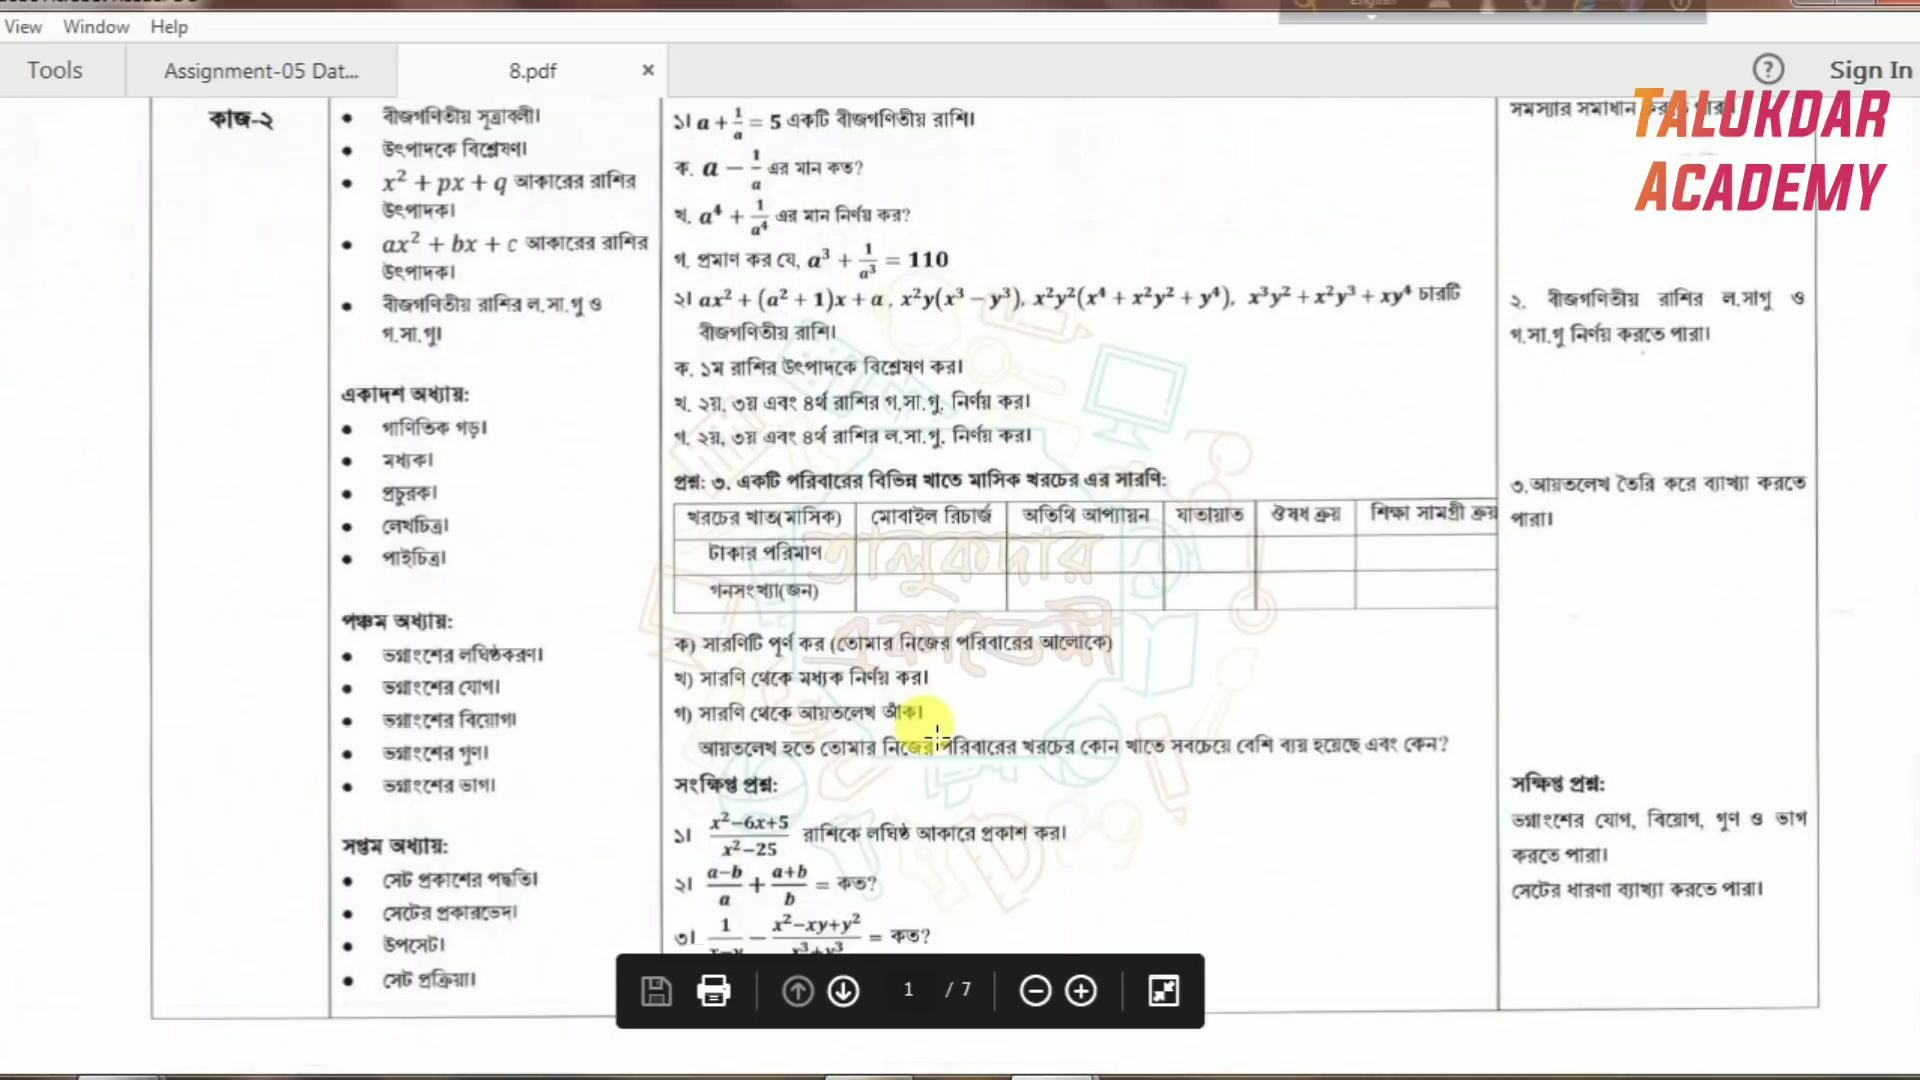 View Window Help
Tools Assignment-05 Dat... 8.pdf × ? Sign In
TALUKDAR
ACADEMY
কাজ-২
• বীজগণিতীয় সূত্রাবলী।
• উৎপাদকে বিশ্লেষণ।
• x² + px + q আকারের রাশির
উৎপাদক।
• ax² + bx + c আকারের রাশির
উৎপাদক।
• বীজগণিতীয় রাশির ল.সা.গু ও
গ.সা.গু।
একাদশ অধ্যায়:
• গাণিতিক গড়।
• মধ্যক।
• প্রচুরক।
• লেখচিত্র।
• পাইচিত্র।
পঞ্চম অধ্যায়:
• ভগ্নাংশের লঘিষ্ঠকরণ।
• ভগ্নাংশের যোগ।
• ভগ্নাংশের বিয়োগ।
• ভগ্নাংশের গুণ।
• ভগ্নাংশের ভাগ।
সপ্তম অধ্যায়:
• সেট প্রকাশের পদ্ধতি।
• সেটের প্রকারভেদ।
• উপসেট।
• সেট প্রক্রিয়া।
১। a + 1/a = 5 একটি বীজগণিতীয় রাশি।
ক. a − 1/a এর মান কত?
খ. a⁴ + 1/a⁴ এর মান নির্ণয় কর?
গ. প্রমাণ কর যে, a³ + 1/a³ = 110
২। ax² + (a² + 1)x + a, x²y(x³ − y³), x²y²(x⁴ + x²y² + y⁴), x³y² + x²y³ + xy⁴ চারটি
বীজগণিতীয় রাশি।
ক. ১ম রাশির উৎপাদকে বিশ্লেষণ কর।
খ. ২য়, ৩য় এবং ৪র্থ রাশির গ.সা.গু. নির্ণয় কর।
গ. ২য়, ৩য় এবং ৪র্থ রাশির ল.সা.গু. নির্ণয় কর।
প্রশ্ন: ৩. একটি পরিবারের বিভিন্ন খাতে মাসিক খরচের এর সারণি:
খরচের খাত(মাসিক) মোবাইল রিচার্জ অতিথি আপ্যায়ন যাতায়াত ঔষধ ক্রয় শিক্ষা সামগ্রী ক্রয়
টাকার পরিমাণ
গনসংখ্যা(জন)
তালুকদার
একাডেমী
ক) সারণিটি পূর্ণ কর (তোমার নিজের পরিবারের আলোকে)
খ) সারণি থেকে মধ্যক নির্ণয় কর।
গ) সারণি থেকে আয়তলেখ আঁক।
আয়তলেখ হতে তোমার নিজের পরিবারের খরচের কোন খাতে সবচেয়ে বেশি ব্যয় হয়েছে এবং কেন?
সংক্ষিপ্ত প্রশ্ন:
১। (x²−6x+5)/(x²−25) রাশিকে লঘিষ্ঠ আকারে প্রকাশ কর।
২। (a−b)/a + (a+b)/b = কত?
৩। 1/(x−y) − (x²−xy+y²)/(x³+y³) = কত?
সমস্যার সমাধান
২. বীজগণিতীয় রাশির ল.সাগু ও
গ.সা.গু নির্ণয় করতে পারা।
৩.আয়তলেখ তৈরি করে ব্যাখ্যা করতে
পারা।
সক্ষিপ্ত প্রশ্ন:
ভগ্নাংশের যোগ, বিয়োগ, গুণ ও ভাগ
করতে পারা।
সেটের ধারণা ব্যাখ্যা করতে পারা।
1 / 7